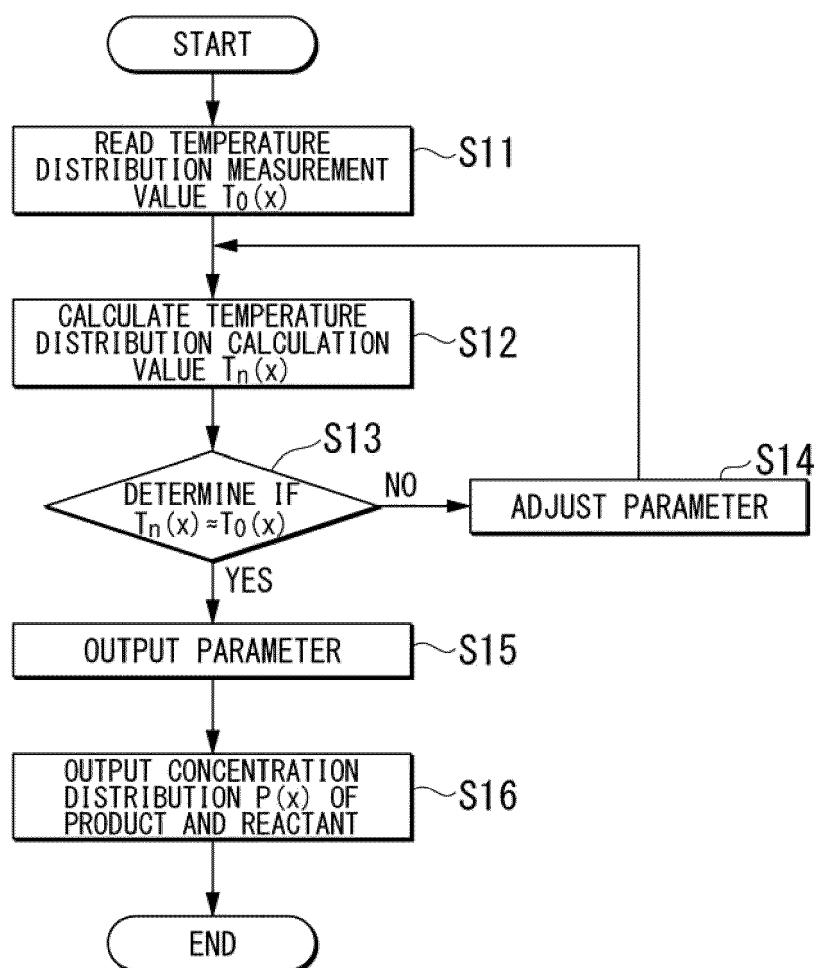 START
READ TEMPERATURE
DISTRIBUTION MEASUREMENT
VALUE T₀(x)
S11
CALCULATE TEMPERATURE
DISTRIBUTION CALCULATION
VALUE Tₙ(x)
S12
S13
DETERMINE IF
Tₙ(x)≈T₀(x)
NO
S14
ADJUST PARAMETER
YES
OUTPUT PARAMETER
S15
OUTPUT CONCENTRATION
DISTRIBUTION P(x) OF
PRODUCT AND REACTANT
S16
END